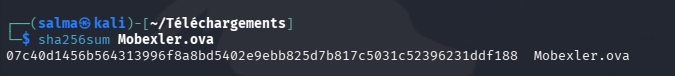 ┌──(salma㉿kali)-[~/Téléchargements]
└─$ sha256sum Mobexler.ova
07c40d1456b564313996f8a8bd5402e9ebb825d7b817c5031c52396231ddf188  Mobexler.ova